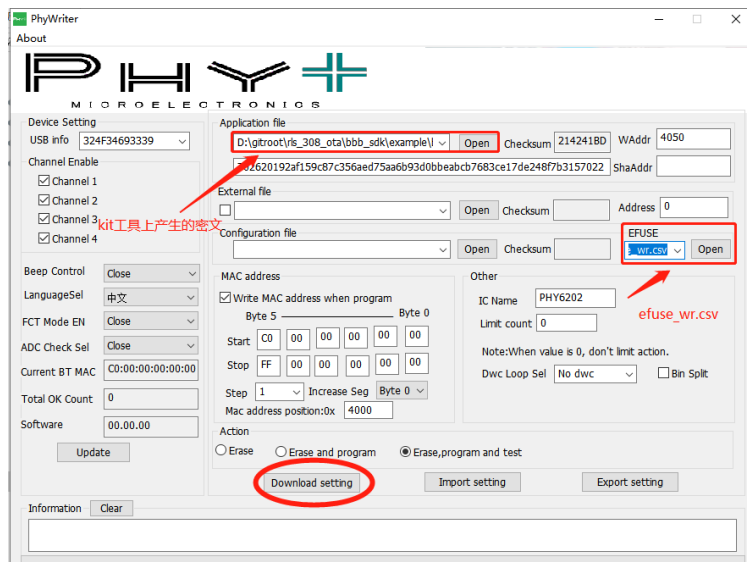 PhyWriter
About
PHY+
MICROELECTRONICS
Device Setting
USB info 324F34693339
Channel Enable
Channel 1
Channel 2
Channel 3
Channel 4
Beep Control Close
LanguageSel 中文
FCT Mode EN Close
ADC Check Sel Close
Current BT MAC C0:00:00:00:00:00
Total OK Count 0
Software 00.00.00
Update
Application file
D:\gitroot\rls_308_ota\bbb_sdk\example\ Open Checksum 214241BD WAddr 4050
ShaAddr
kit工具上产生的密文
External file
Open Checksum Address 0
Configuration file
Open Checksum
EFUSE
_wr.csv Open
efuse_wr.csv
MAC address
Write MAC address when program
Byte 5 Byte 0
Start C0 00 00 00 00 00
Stop FF 00 00 00 00 00
Step 1 Increase Seg Byte 0
Mac address position:0x 4000
Other
IC Name PHY6202
Limit count 0
Note:When value is 0, don't limit action.
Dwc Loop Sel No dwc Bin Split
Action
Erase Erase and program Erase,program and test
Download setting Import setting Export setting
Information Clear